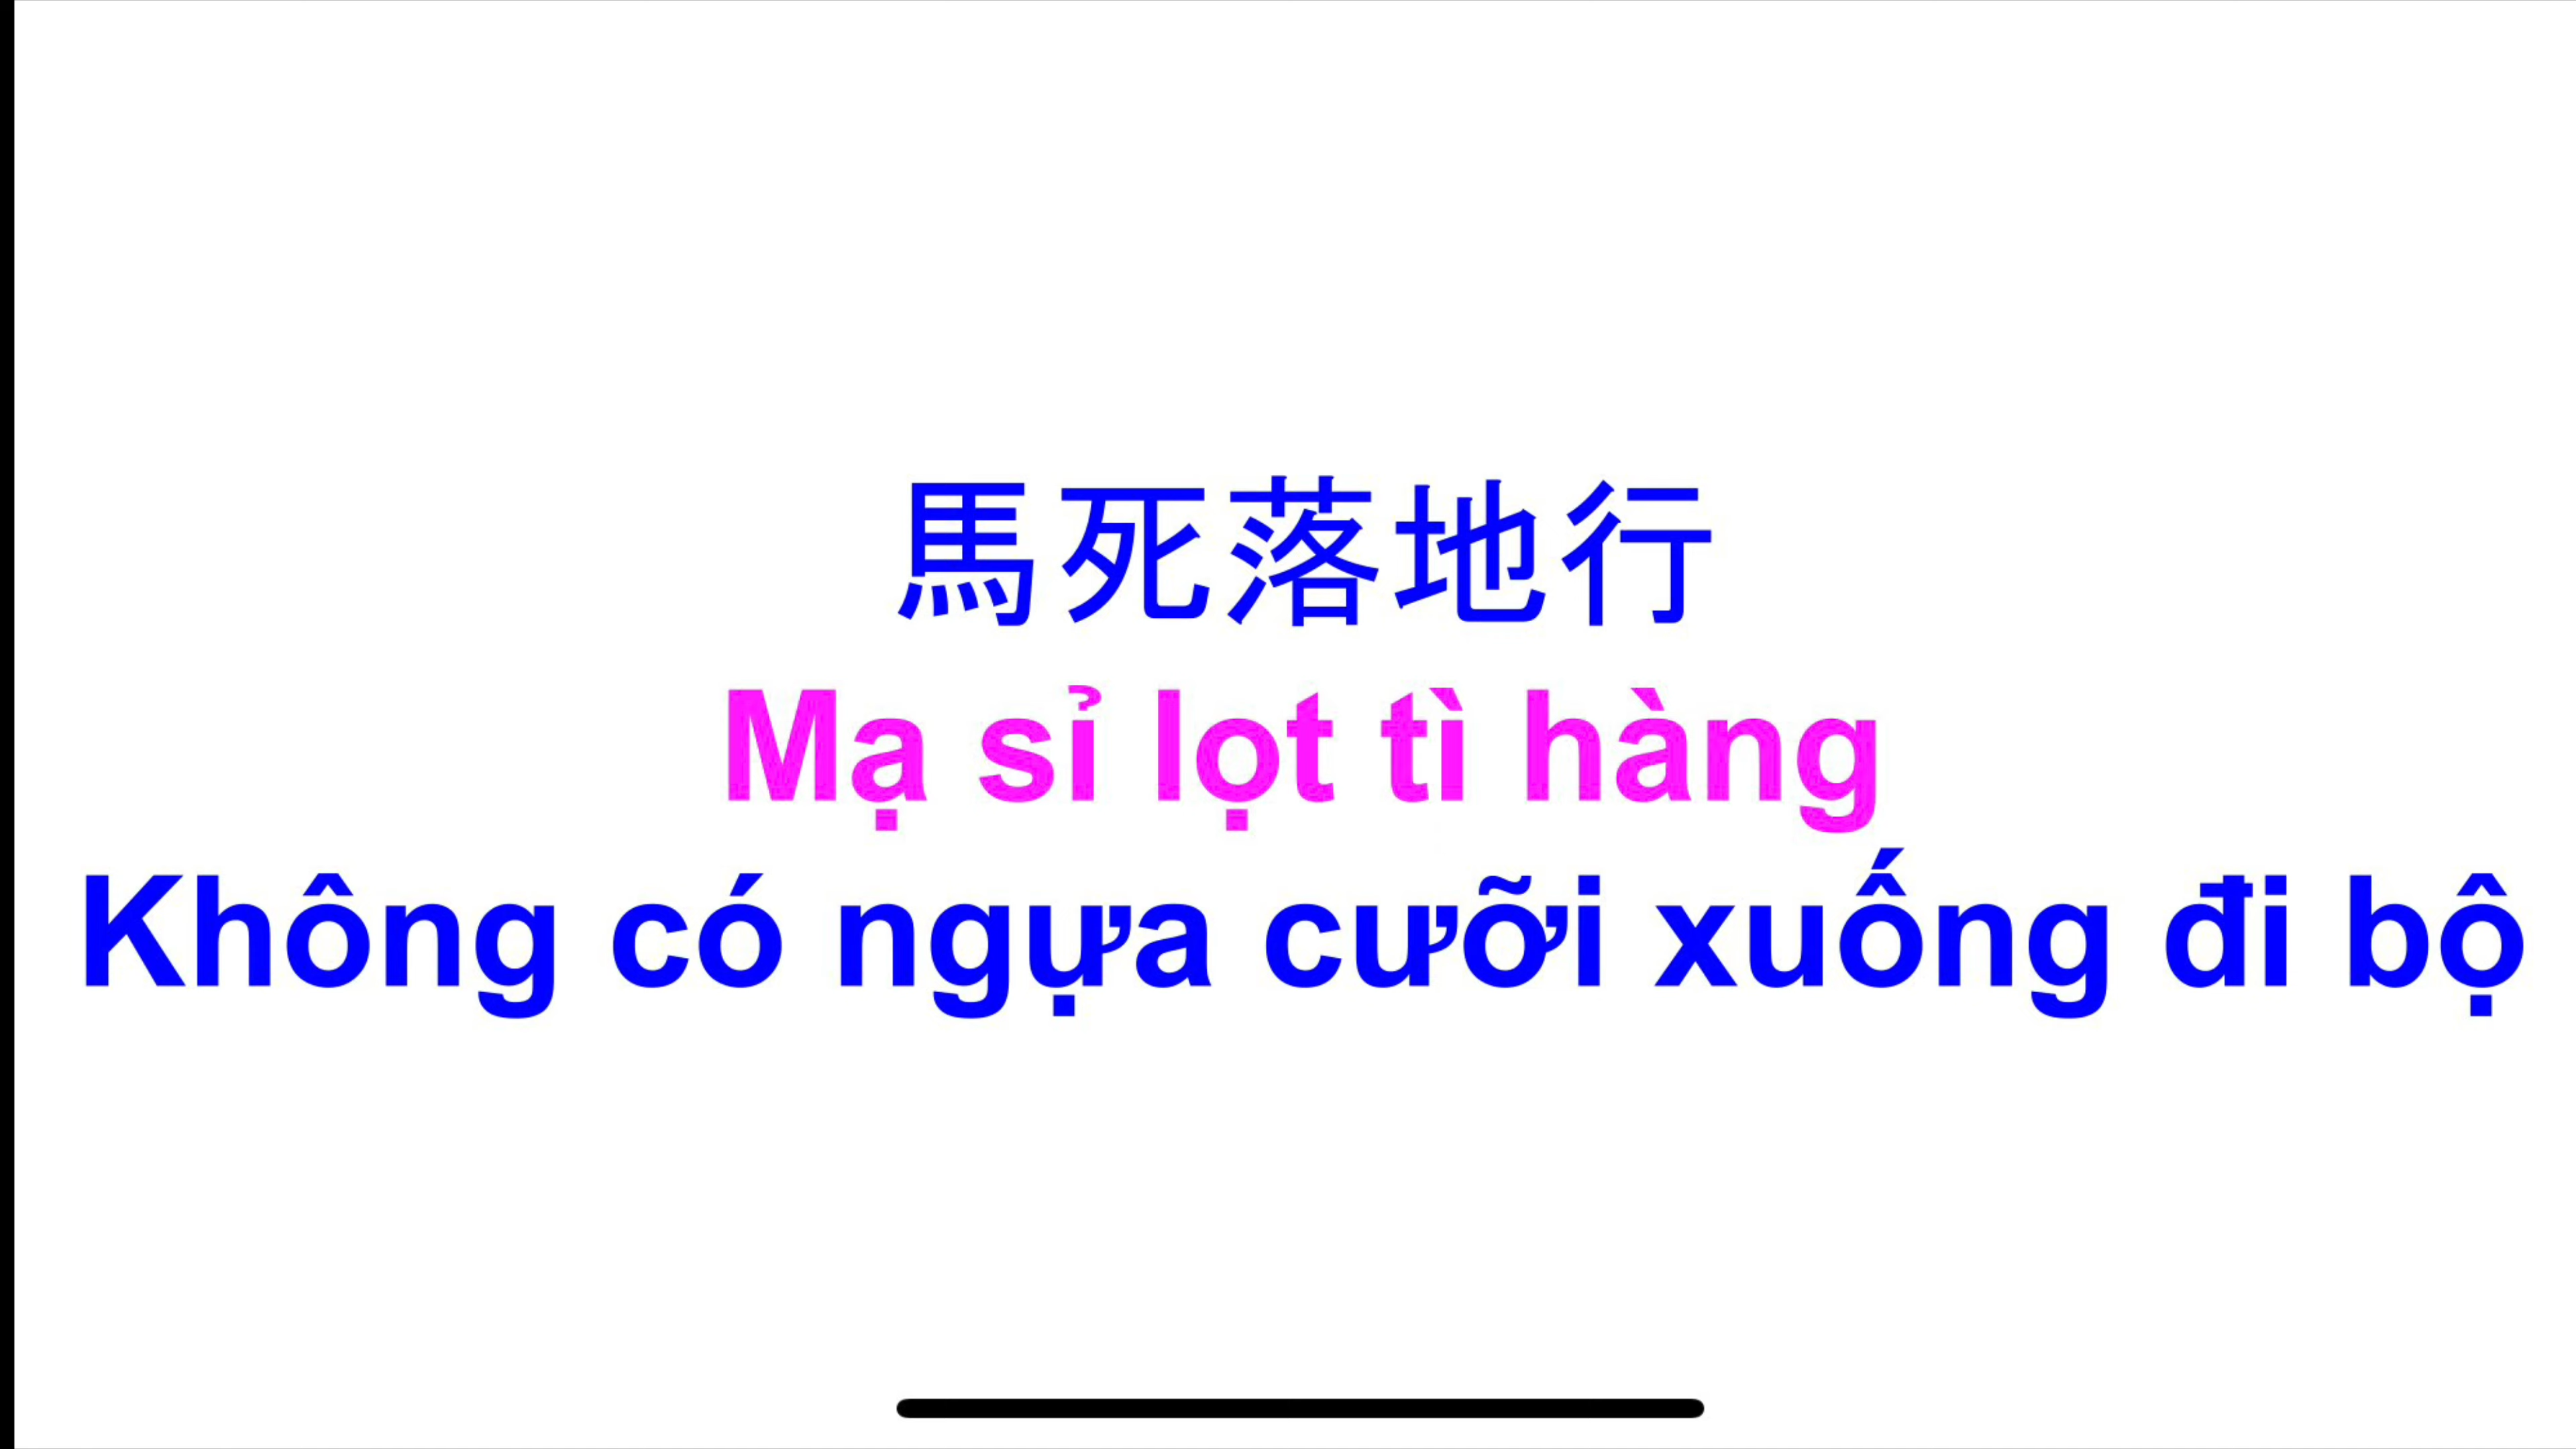 馬死落地行
Mạ sỉ lọt tì hàng
Không có ngựa cưỡi xuống đi bộ